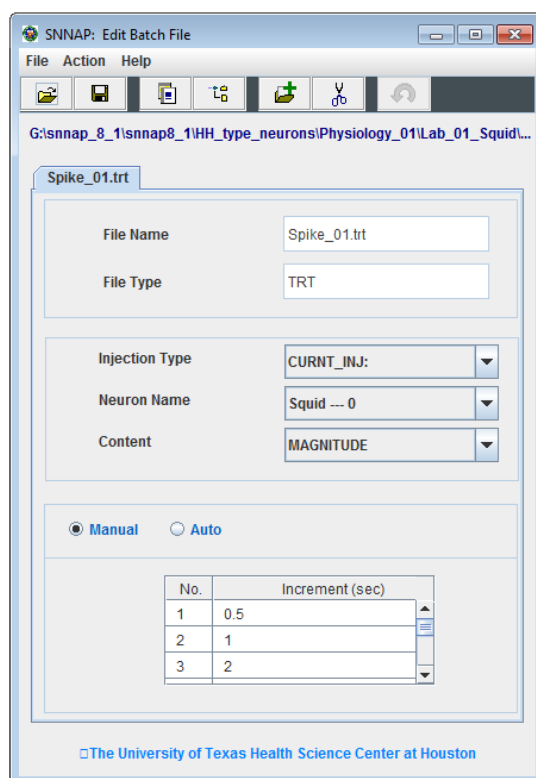 SNNAP: Edit Batch File
File Action Help
G:\snnap_8_1\snnap8_1\HH_type_neurons\Physiology_01\Lab_01_Squid\...
Spike_01.trt
File Name Spike_01.trt
File Type TRT
Injection Type CURNT_INJ:
Neuron Name Squid --- 0
Content MAGNITUDE
Manual Auto
No. Increment (sec)
1 0.5
2 1
3 2
□The University of Texas Health Science Center at Houston